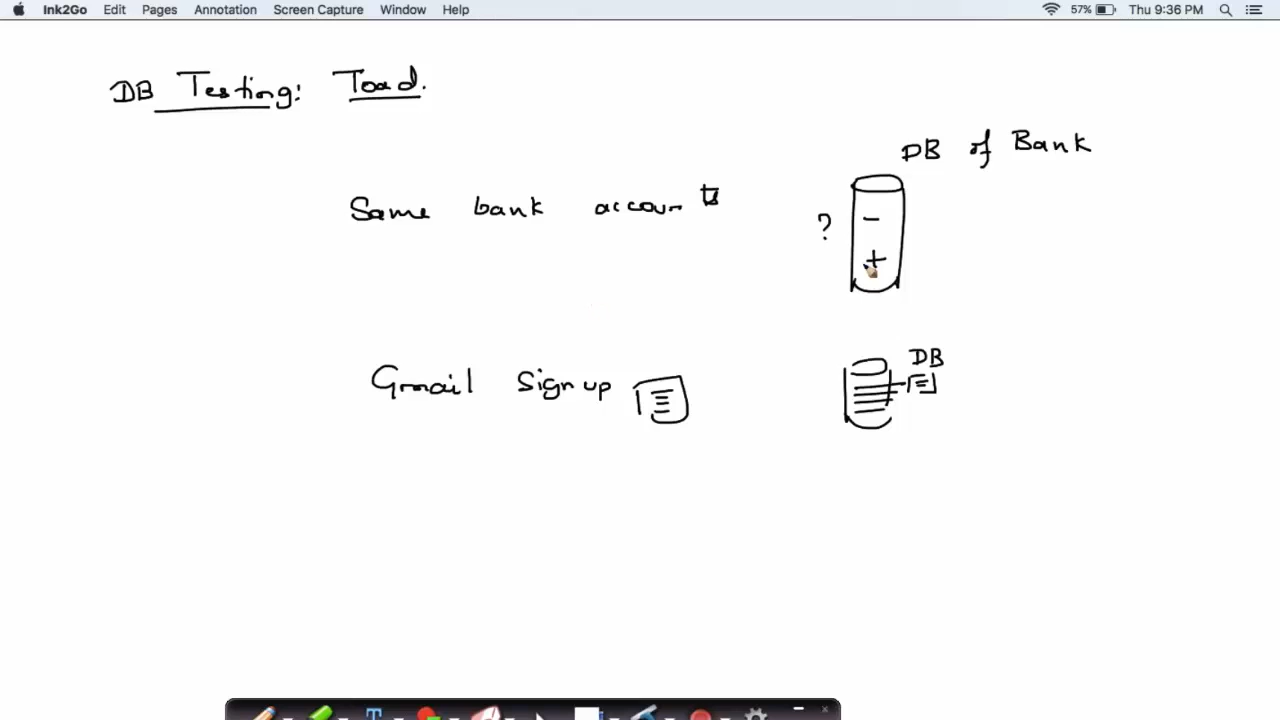 Ink2Go Edit Pages Annotation Screen Capture Window Help 57% Thu 9:36 PM
DB Testing: Toad.
DB of Bank
Same bank accounts
?
-
+
Gmail Sign up
DB